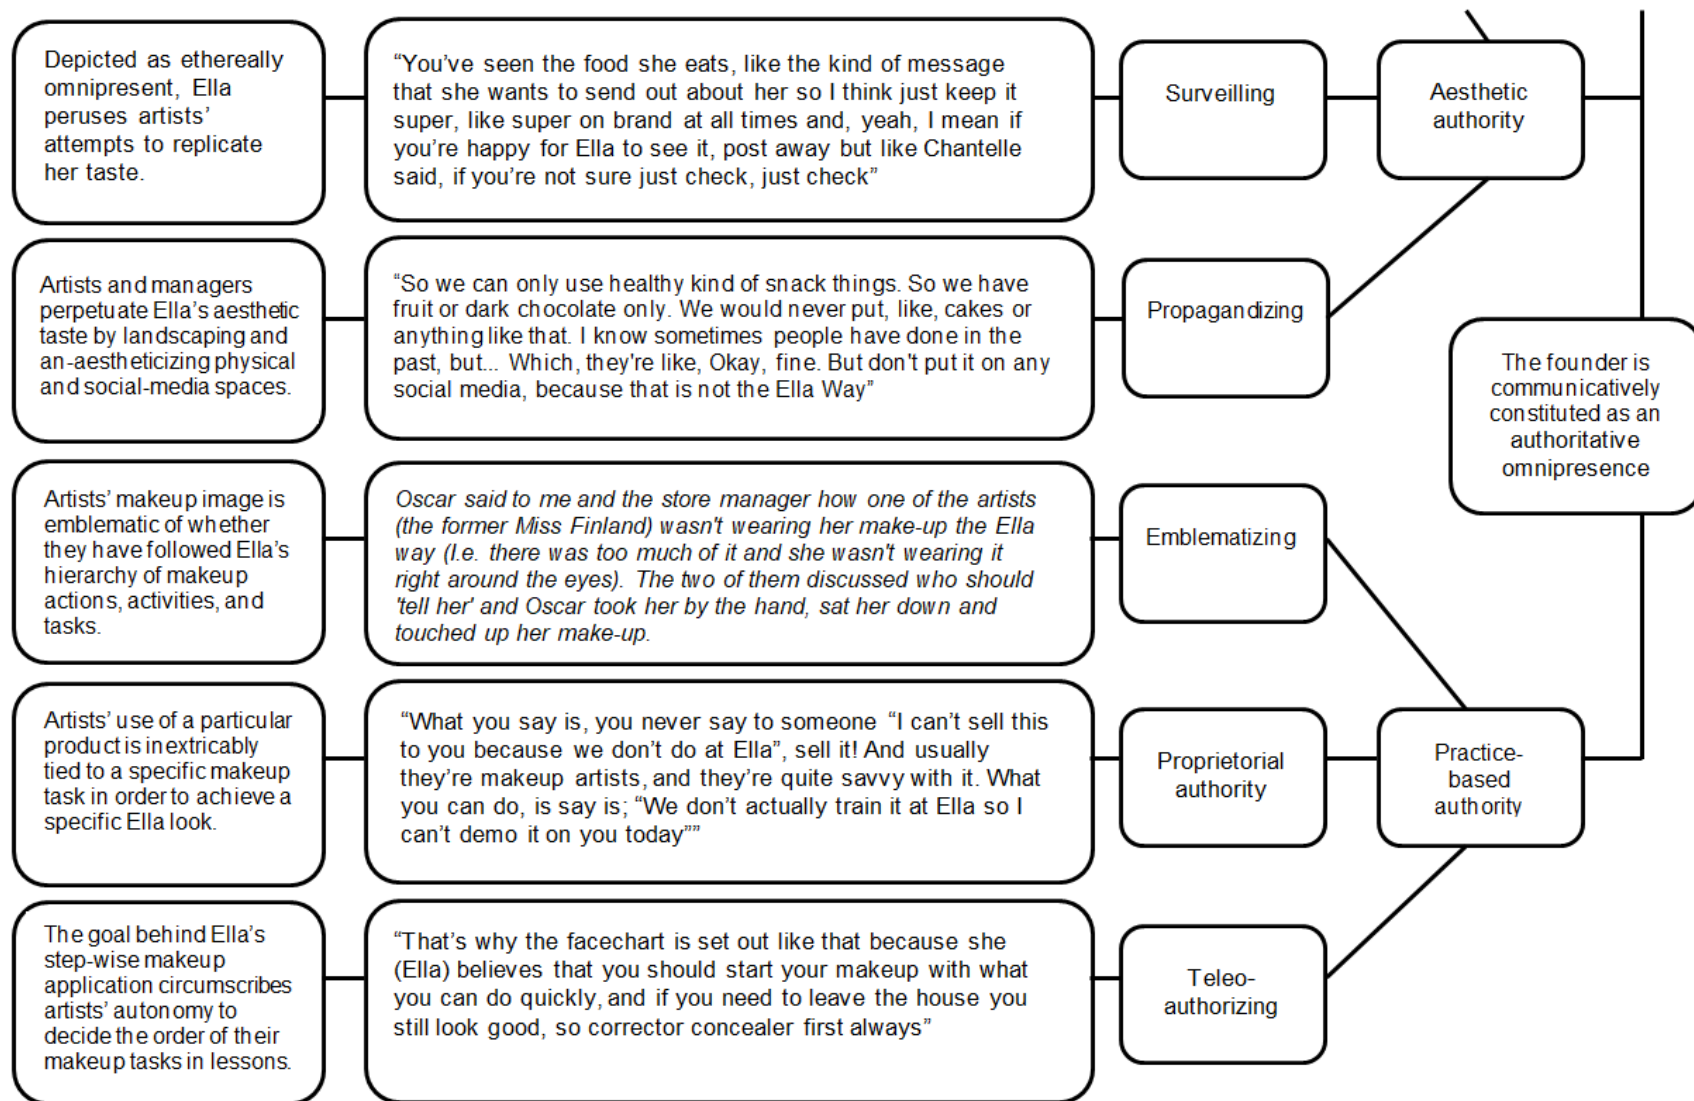 Depicted as ethereally
omnipresent, Ella
peruses artists’
attempts to replicate
her taste.
“You’ve seen the food she eats, like the kind of message
that she wants to send out about her so I think just keep it
super, like super on brand at all times and, yeah, I mean if
you’re happy for Ella to see it, post away but like Chantelle
said, if you’re not sure just check, just check”
Surveilling
Aesthetic
authority
Artists and managers
perpetuate Ella’s aesthetic
taste by landscaping and
an-aestheticizing physical
and social-media spaces.
“So we can only use healthy kind of snack things. So we have
fruit or dark chocolate only. We would never put, like, cakes or
anything like that. I know sometimes people have done in the
past, but... Which, they're like, Okay, fine. But don't put it on any
social media, because that is not the Ella Way”
Propagandizing
The founder is
communicatively
constituted as an
authoritative
omnipresence
Artists’ makeup image is
emblematic of whether
they have followed Ella’s
hierarchy of makeup
actions, activities, and
tasks.
Oscar said to me and the store manager how one of the artists
(the former Miss Finland) wasn't wearing her make-up the Ella
way (I.e. there was too much of it and she wasn't wearing it
right around the eyes). The two of them discussed who should
'tell her' and Oscar took her by the hand, sat her down and
touched up her make-up.
Emblematizing
Artists’ use of a particular
product is inextricably
tied to a specific makeup
task in order to achieve a
specific Ella look.
“What you say is, you never say to someone “I can’t sell this
to you because we don’t do at Ella”, sell it! And usually
they’re makeup artists, and they’re quite savvy with it. What
you can do, is say is; “We don’t actually train it at Ella so I
can’t demo it on you today””
Proprietorial
authority
Practice-
based
authority
The goal behind Ella’s
step-wise makeup
application circumscribes
artists’ autonomy to
decide the order of their
makeup tasks in lessons.
“That’s why the facechart is set out like that because she
(Ella) believes that you should start your makeup with what
you can do quickly, and if you need to leave the house you
still look good, so corrector concealer first always”
Teleo-
authorizing